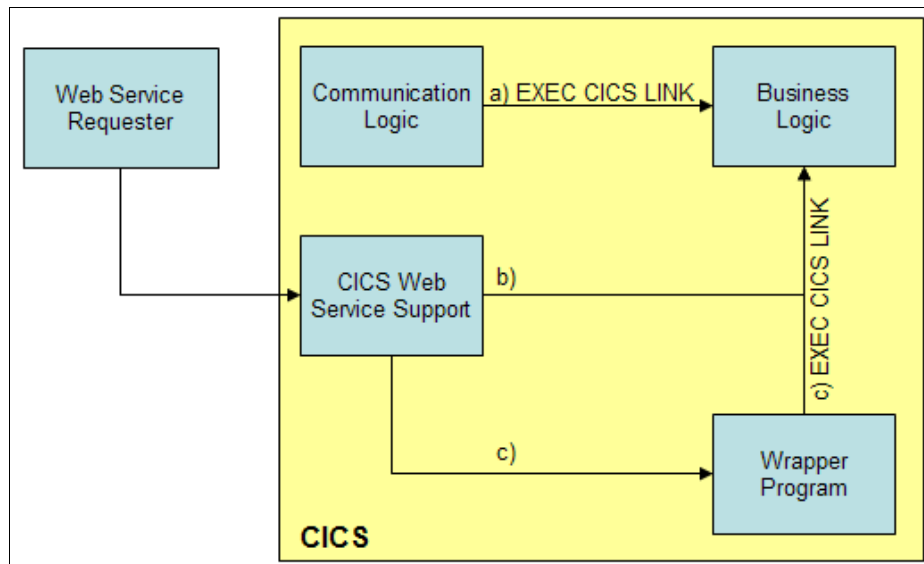 Web Service
Requester
Communication
Logic
a) EXEC CICS LINK
Business
Logic
CICS Web
Service Support
b)
c) EXEC CICS LINK
c)
Wrapper
Program
CICS